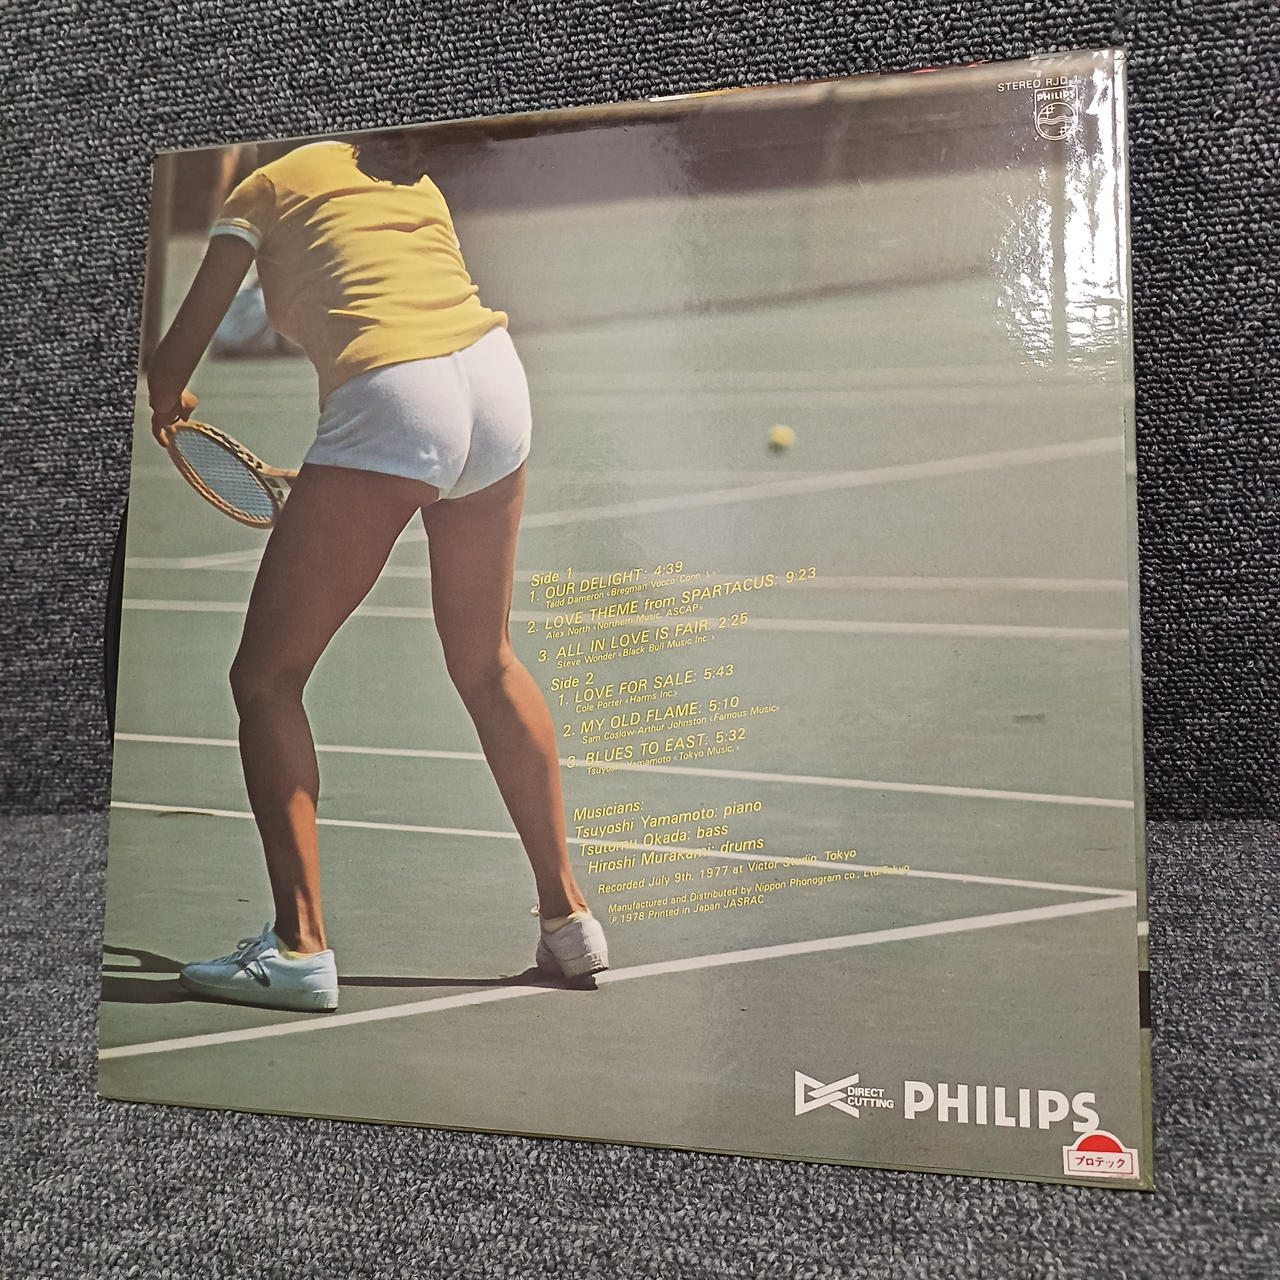 STEREO RJD-1
PHILIPS
Side 1
1. OUR DELIGHT: 4:39
Tadd Dameron <Bregman Vocco Conn
2. LOVE THEME from SPARTACUS: 9:23
Alex North <Northern Music, ASCAP>
3. ALL IN LOVE IS FAIR: 2:25
Steve Wonder <Black Bull Music Inc.>
Side 2
1. LOVE FOR SALE: 5:43
Cole Porter <Harms Inc.>
2. MY OLD FLAME: 5:10
Sam Coslow-Arthur Johnston <Famous Music>
3. BLUES TO EAST: 5:32
Tsuyoshi Yamamoto <Tokyo Music.>
Musicians:
Tsuyoshi Yamamoto: piano
Tsutomu Okada: bass
Hiroshi Murakami: drums
Recorded July 9th, 1977 at Victor Studio, Tokyo
Manufactured and Distributed by Nippon Phonogram co., Ltd Tokyo
℗ 1978 Printed in Japan JASRAC
DIRECT
CUTTING
PHILIPS
プロテック